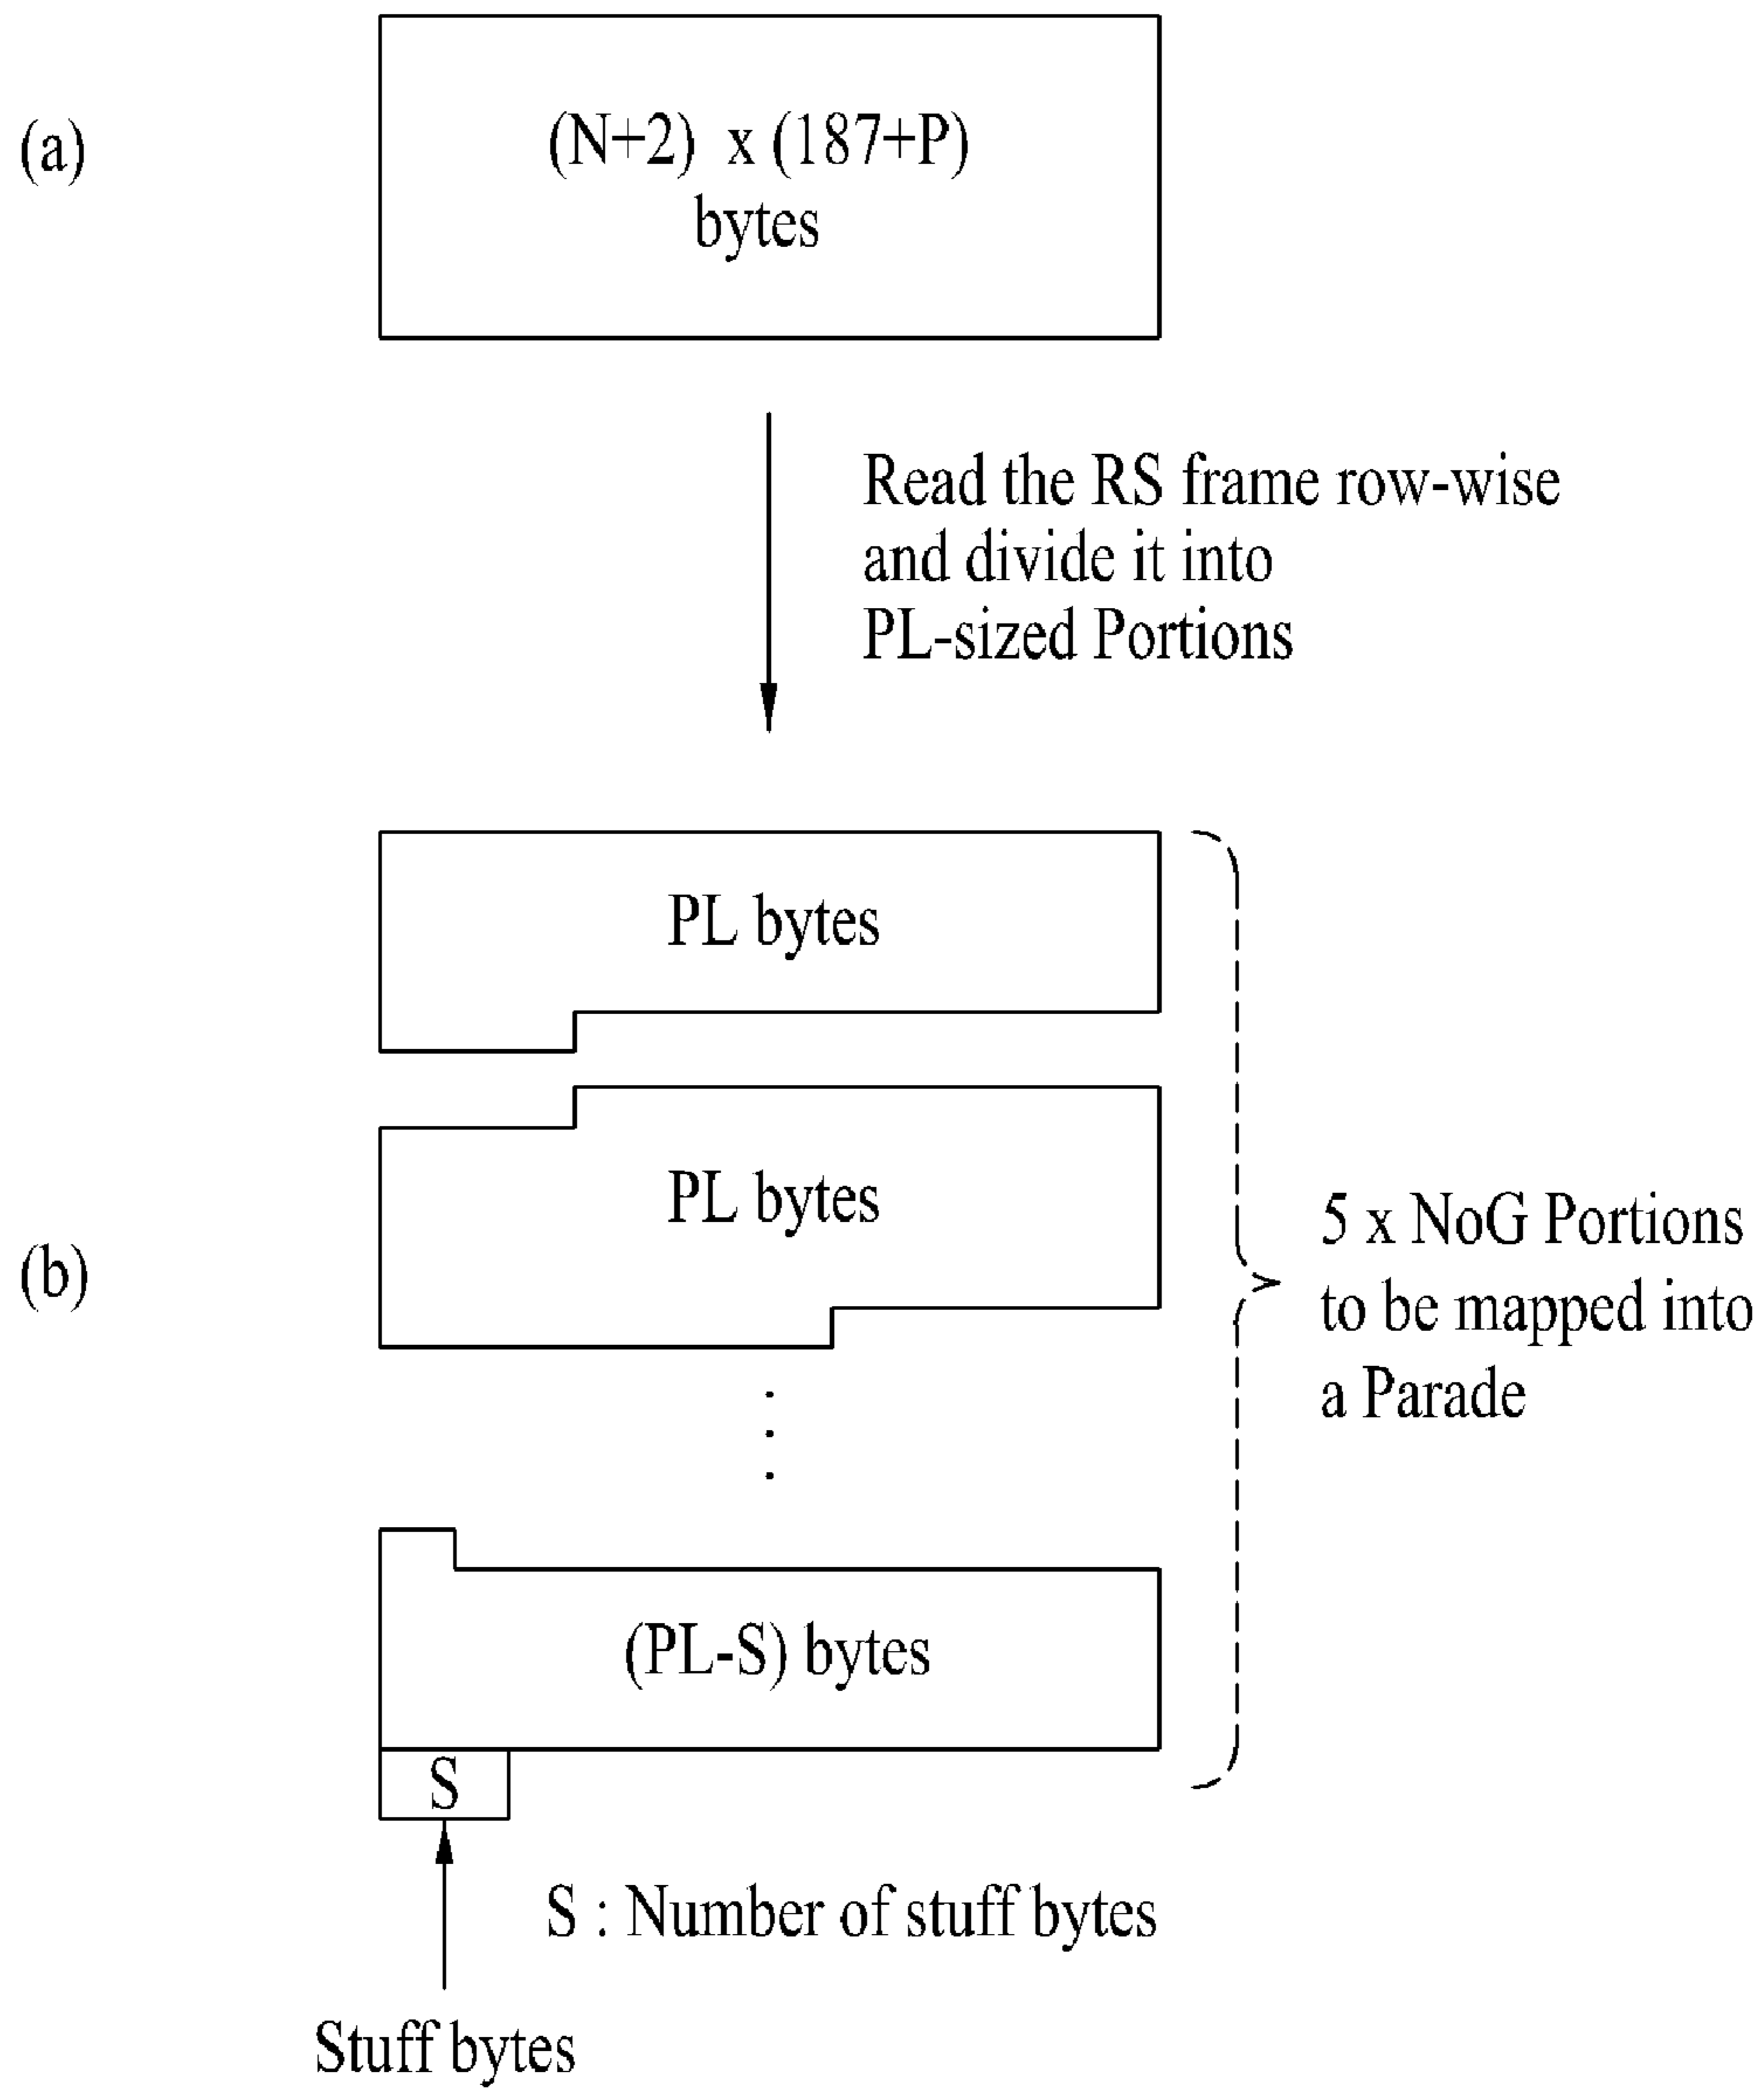 (a)
(N+2) x (187+P)
bytes
Read the RS frame row-wise
and divide it into
PL-sized Portions
(b)
PL bytes
PL bytes
5 x NoG Portions
to be mapped into
a Parade
(PL-S) bytes
S
S : Number of stuff bytes
Stuff bytes